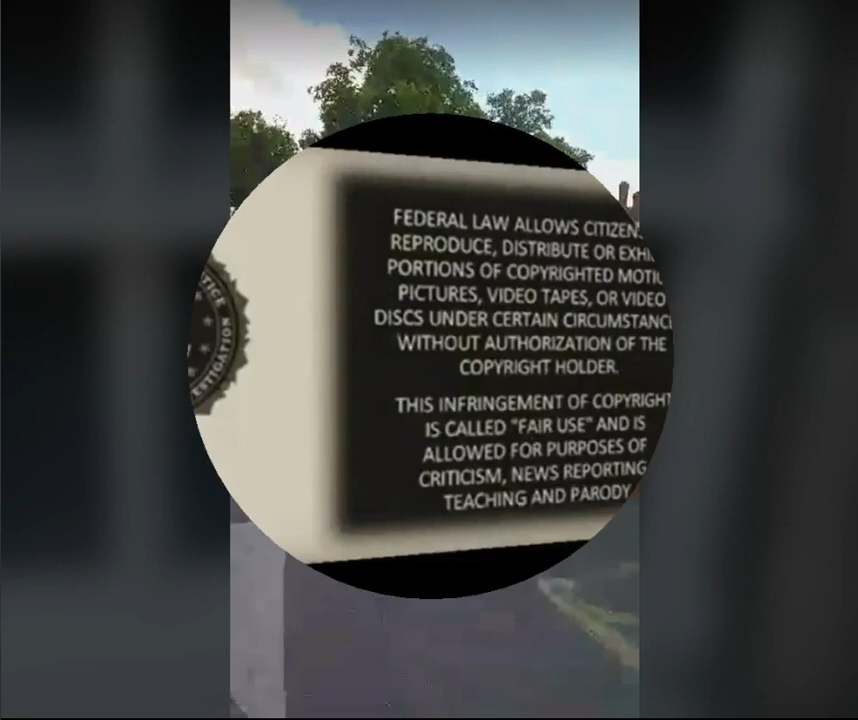 FEDERAL LAW ALLOWS
REPRODUCE, DISTRIBUTE OR
PORTIONS OF COPYRIGHTED
PICTURES, VIDEO TAPES, OR VIDEO
DISCS UNDER CERTAIN
WITHOUT AUTHORIZATION OF THE
COPYRIGHT HOLDER.
THIS INFRINGEMENT OF COPYRIGHT
IS CALLED "FAIR USE" AND IS
ALLOWED FOR PURPOSES OF
CRITICISM, NEWS REPORTING
TEACHING AND PARODY